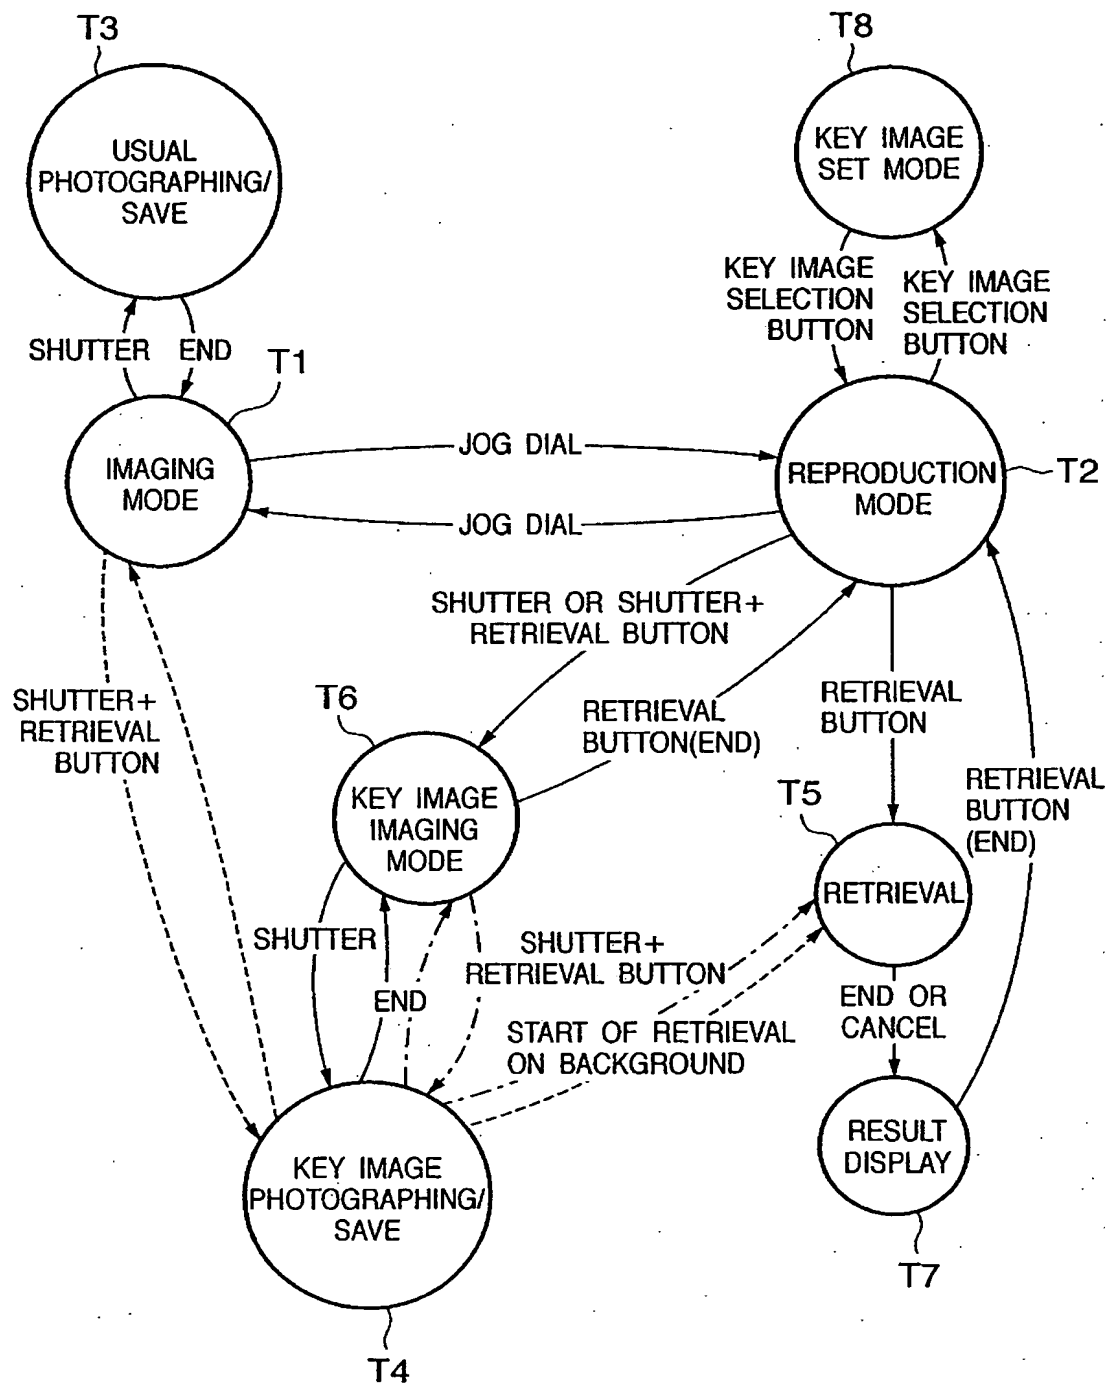 T3
USUAL
PHOTOGRAPHING/
SAVE
T8
KEY IMAGE
SET MODE
KEY IMAGE
SELECTION
BUTTON
KEY IMAGE
SELECTION
BUTTON
SHUTTER
END
T1
IMAGING
MODE
JOG DIAL
JOG DIAL
REPRODUCTION
MODE
T2
SHUTTER OR SHUTTER+
RETRIEVAL BUTTON
SHUTTER+
RETRIEVAL
BUTTON
T6
KEY IMAGE
IMAGING
MODE
RETRIEVAL
BUTTON(END)
RETRIEVAL
BUTTON
RETRIEVAL
BUTTON
(END)
T5
RETRIEVAL
SHUTTER
END
SHUTTER+
RETRIEVAL BUTTON
START OF RETRIEVAL
ON BACKGROUND
END OR
CANCEL
RESULT
DISPLAY
T7
KEY IMAGE
PHOTOGRAPHING/
SAVE
T4